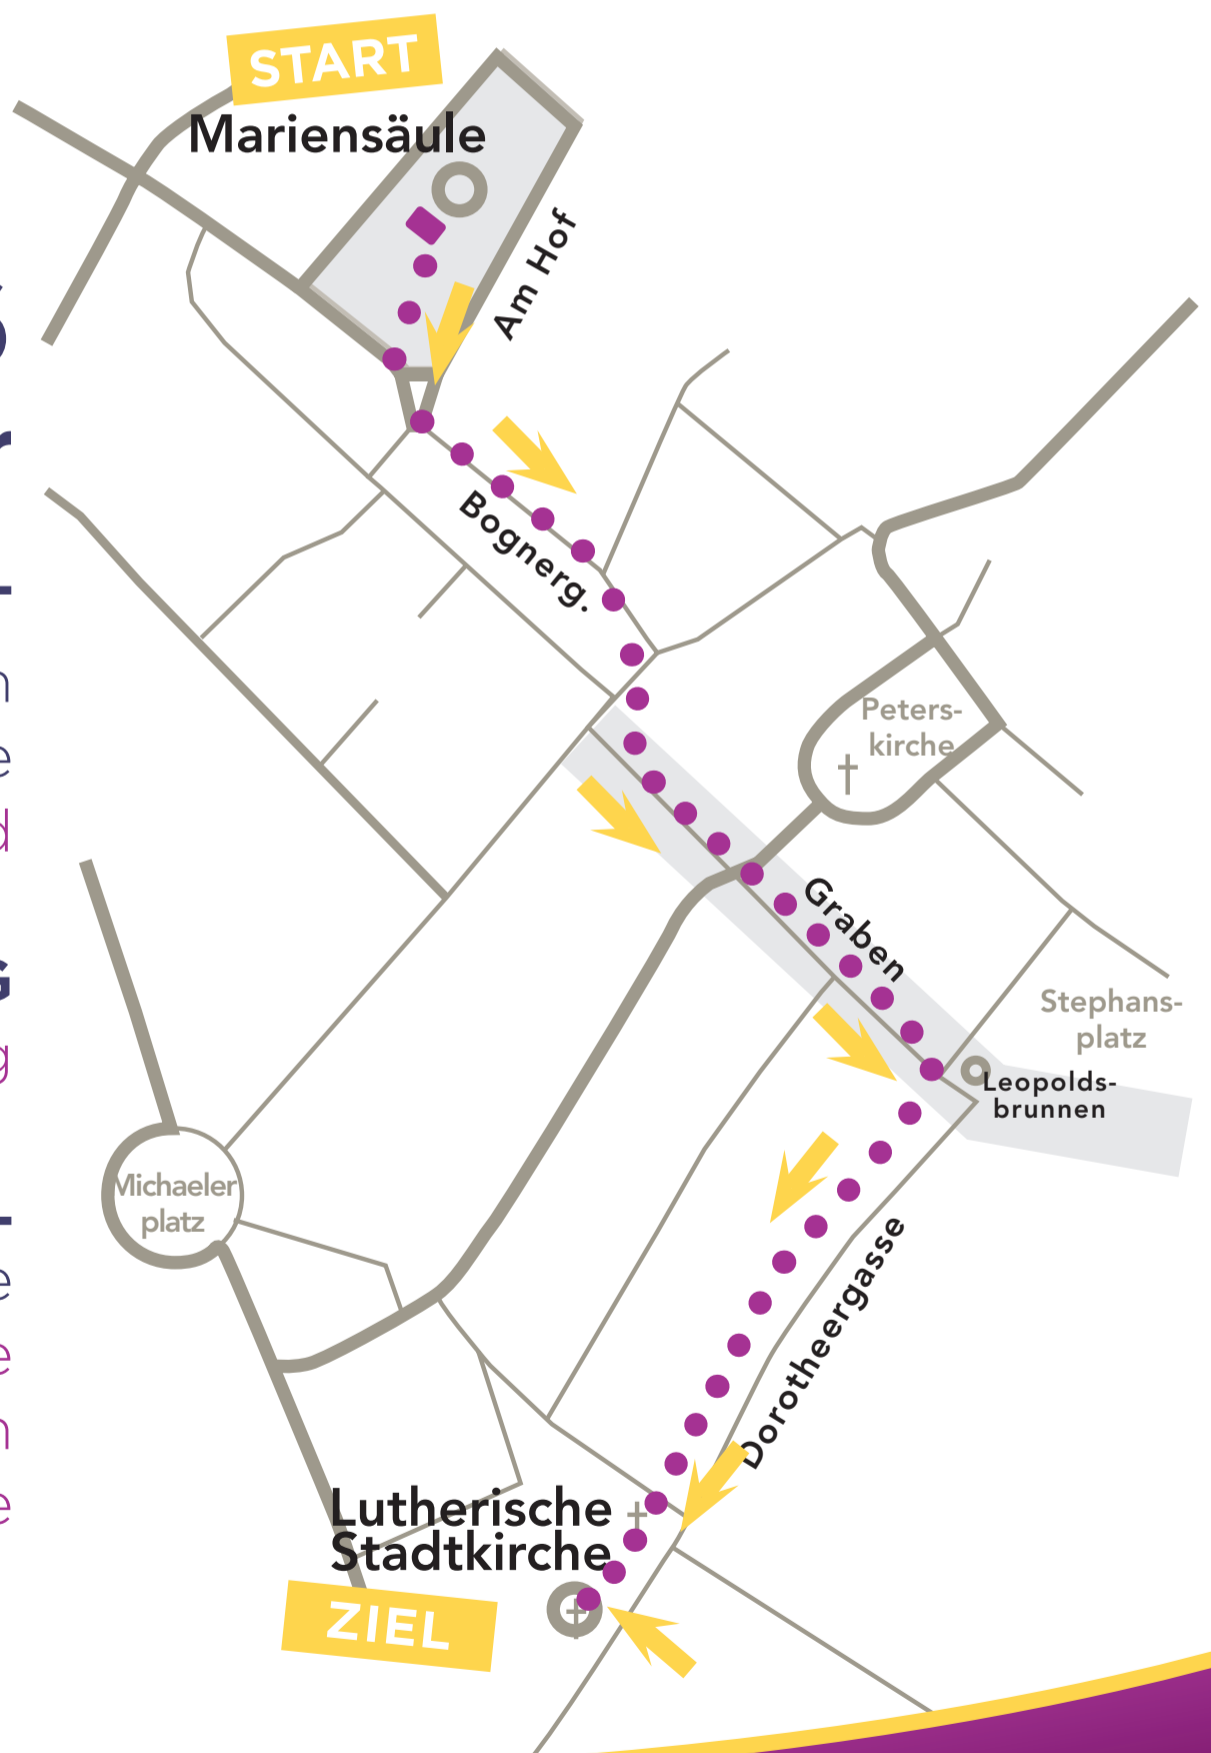 START
Mariensäule
Am Hof
Bognerg.
Peters-
kirche
Graben
Stephans-
platz
Leopolds-
brunnen
Michaeler
platz
Dorotheergasse
Lutherische
Stadtkirche
ZIEL